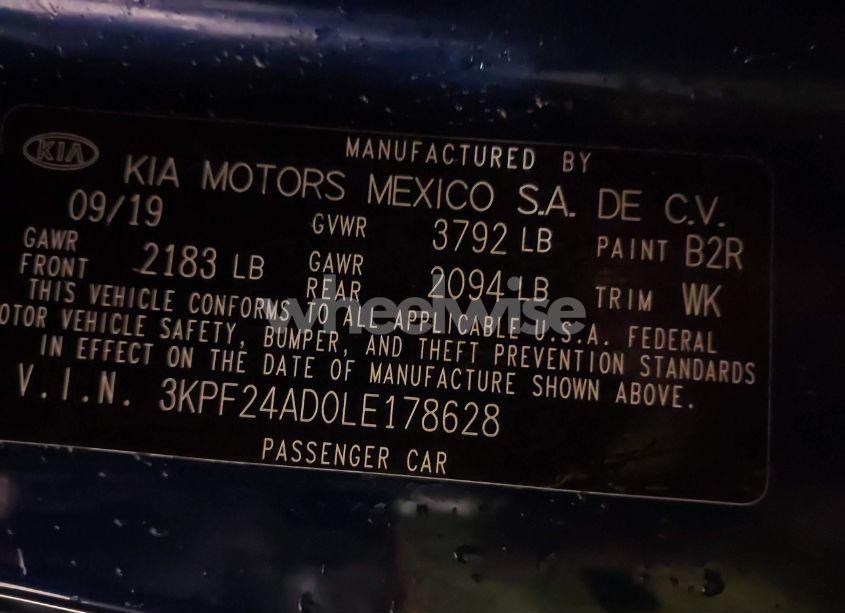 KIA
MANUFACTURED BY
KIA MOTORS MEXICO S.A. DE C.V.
09/19 GVWR 3792 LB PAINT B2R
GAWR FRONT 2183 LB GAWR REAR 2094 LB TRIM WK
THIS VEHICLE CONFORMS TO ALL APPLICABLE U.S.A. FEDERAL
OTOR VEHICLE SAFETY, BUMPER, AND THEFT PREVENTION STANDARDS
IN EFFECT ON THE DATE OF MANUFACTURE SHOWN ABOVE.
V.I.N. 3KPF24AD0LE178628
PASSENGER CAR
wheelwise